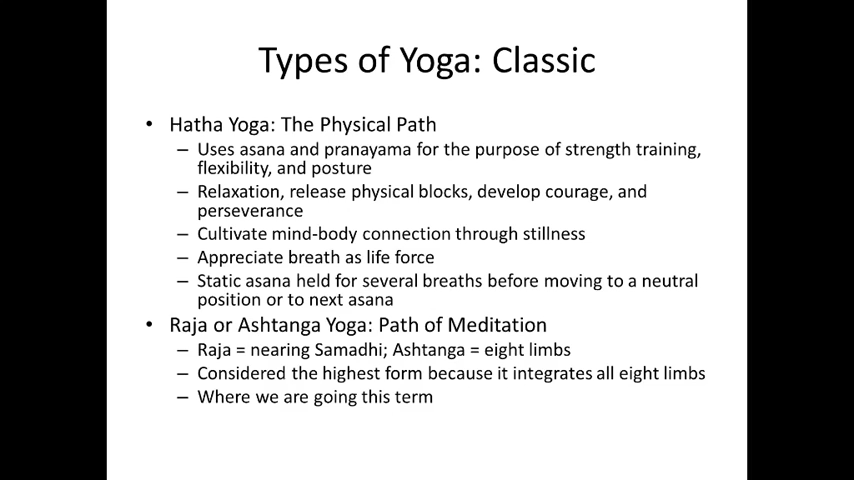 Types of Yoga: Classic
• Hatha Yoga: The Physical Path
– Uses asana and pranayama for the purpose of strength training,
flexibility, and posture
– Relaxation, release physical blocks, develop courage, and
perseverance
– Cultivate mind-body connection through stillness
– Appreciate breath as life force
– Static asana held for several breaths before moving to a neutral
position or to next asana
• Raja or Ashtanga Yoga: Path of Meditation
– Raja = nearing Samadhi; Ashtanga = eight limbs
– Considered the highest form because it integrates all eight limbs
– Where we are going this term